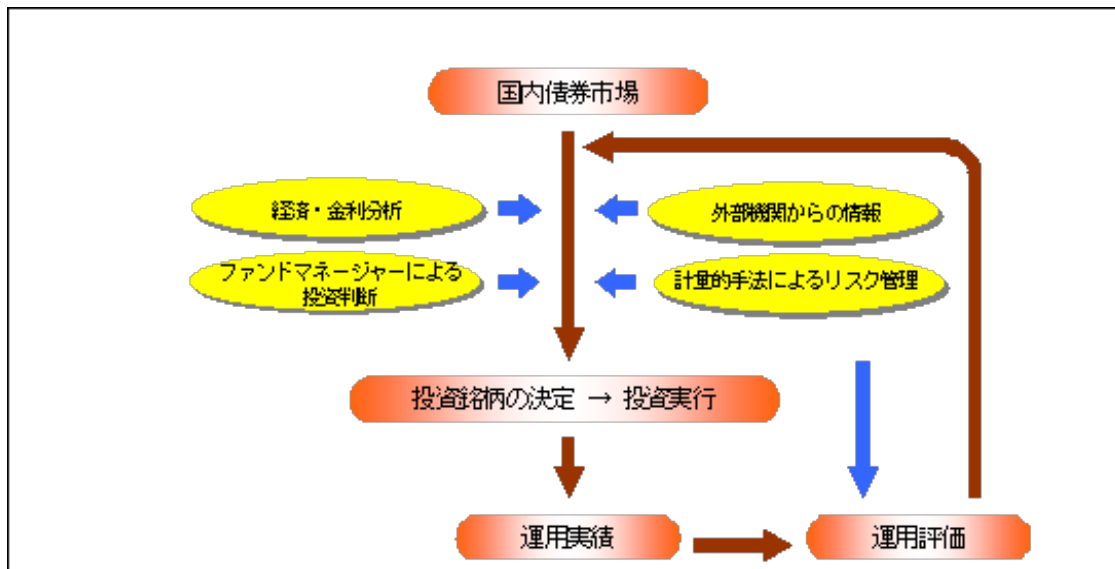 国内債券市場
経済・金利分析
外部機関からの情報
ファンドマネージャーによる
投資判断
計量的手法によるリスク管理
投資銘柄の決定 → 投資実行
運用実績
運用評価